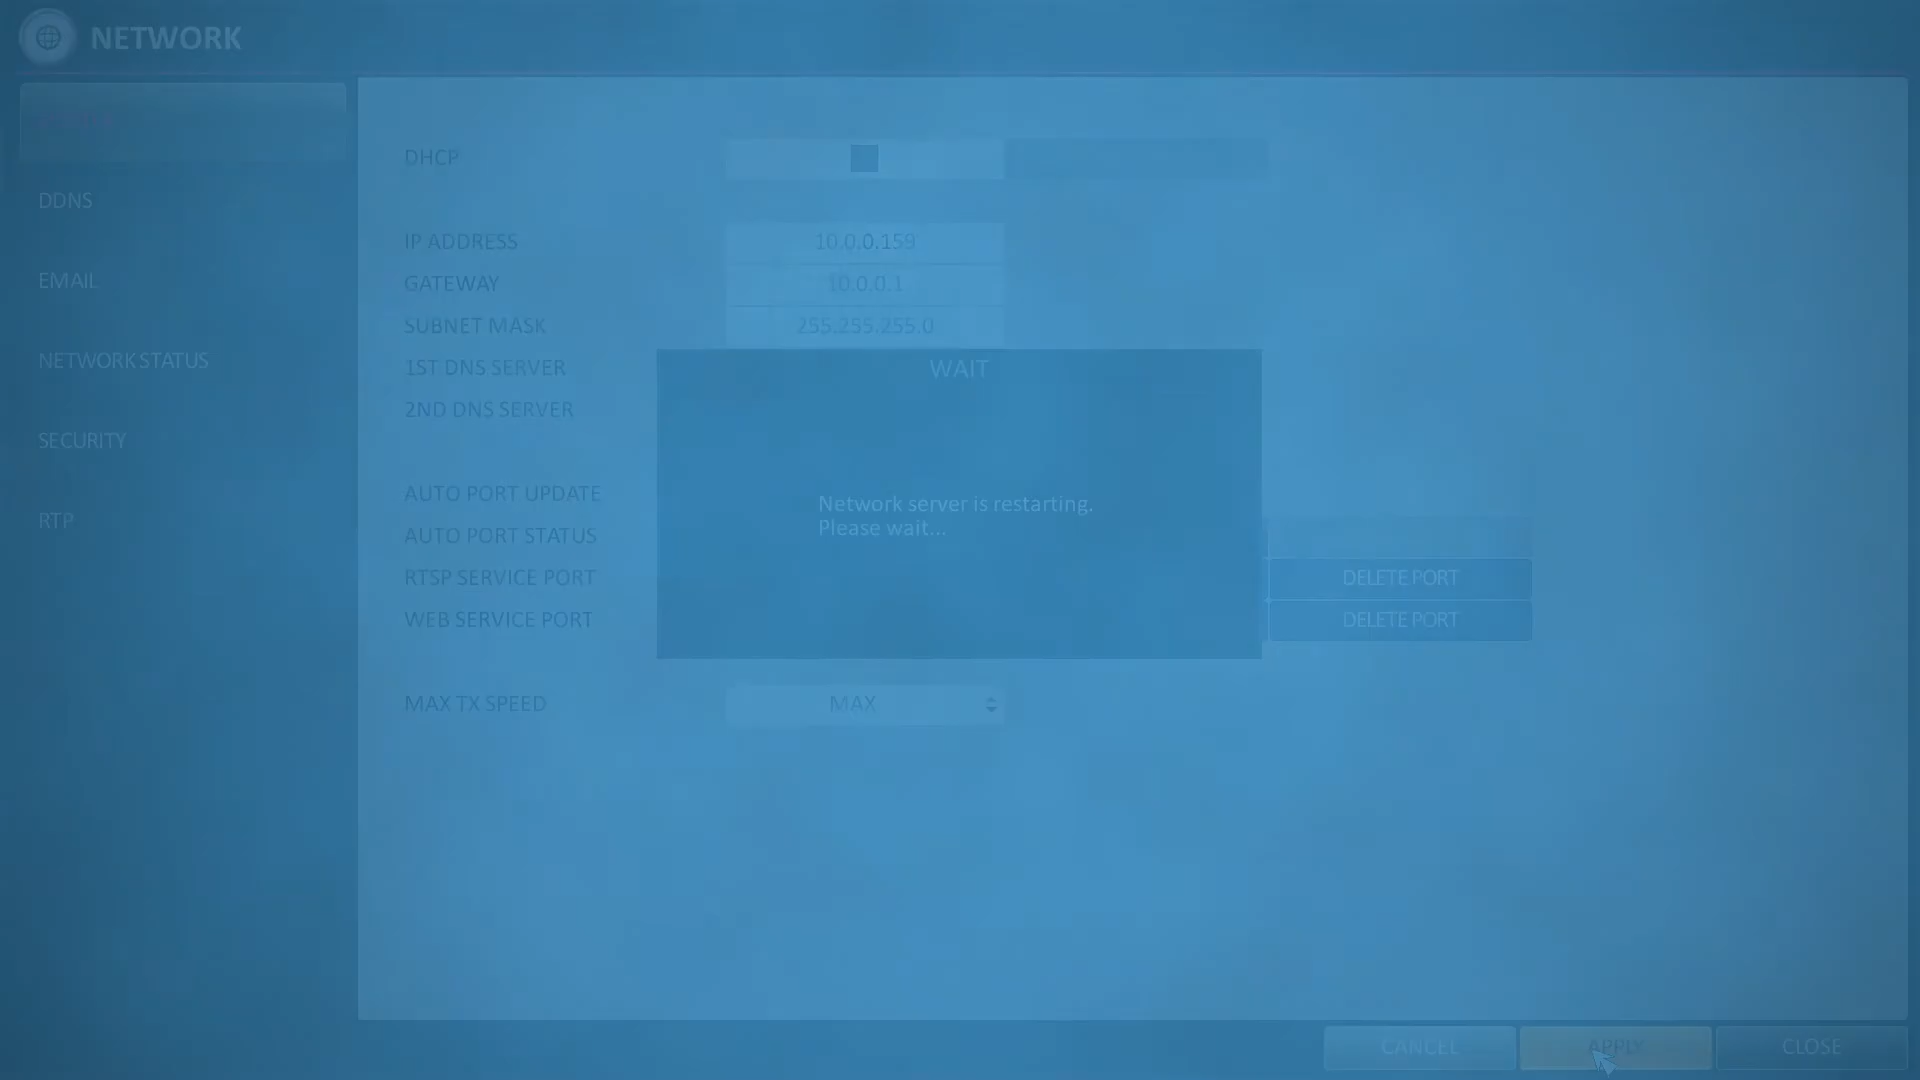 NETWORK
DDNS
EMAIL
NETWORK STATUS
SECURITY
RTP
DHCP
IP ADDRESS 10.0.0.159
GATEWAY 10.0.0.1
SUBNET MASK 255.255.255.0
1ST DNS SERVER
2ND DNS SERVER
WAIT
Network server is restarting.
Please wait...
AUTO PORT UPDATE
AUTO PORT STATUS
RTSP SERVICE PORT DELETE PORT
WEB SERVICE PORT DELETE PORT
MAX TX SPEED MAX
CANCEL APPLY CLOSE